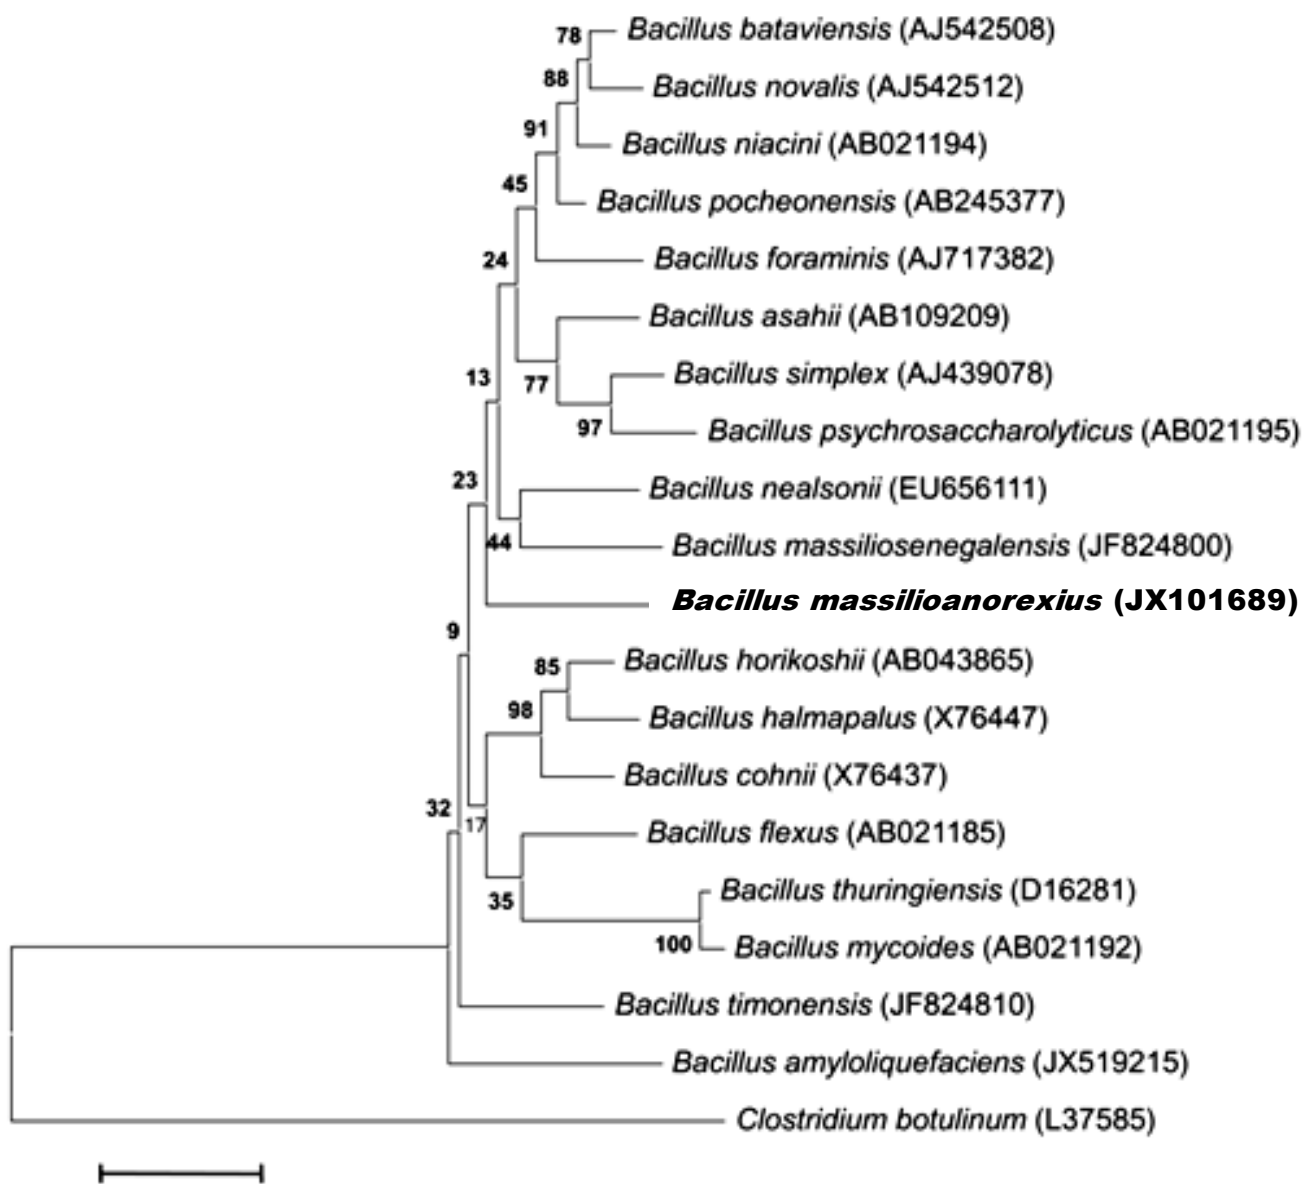 78 Bacillus bataviensis (AJ542508)
88 Bacillus novalis (AJ542512)
91 Bacillus niacini (AB021194)
45 Bacillus pocheonensis (AB245377)
24 Bacillus foraminis (AJ717382)
Bacillus asahii (AB109209)
13 77 Bacillus simplex (AJ439078)
97 Bacillus psychrosaccharolyticus (AB021195)
23 Bacillus nealsonii (EU656111)
44 Bacillus massiliosenegalensis (JF824800)
Bacillus massilioanorexius (JX101689)
9 85 Bacillus horikoshii (AB043865)
98 Bacillus halmapalus (X76447)
Bacillus cohnii (X76437)
32 17 Bacillus flexus (AB021185)
35 Bacillus thuringiensis (D16281)
100 Bacillus mycoides (AB021192)
Bacillus timonensis (JF824810)
Bacillus amyloliquefaciens (JX519215)
Clostridium botulinum (L37585)